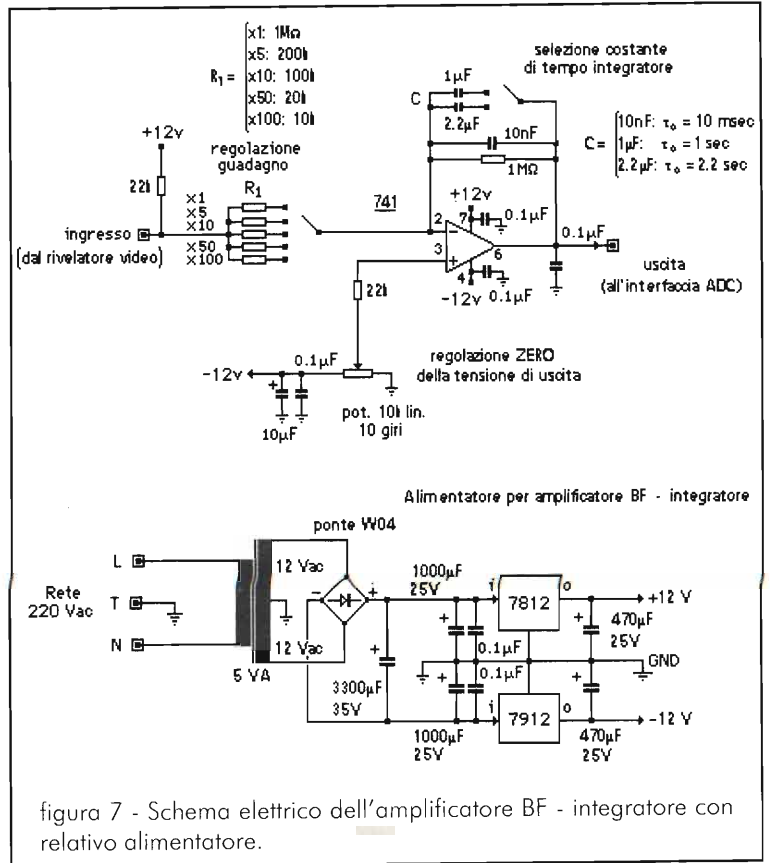 x1: 1MΩ
x5: 200k
R1 = x10: 100k
x50: 20k
x100: 10k
+12v
22k
regolazione
guadagno
R1
x1
x5
x10
x50
x100
ingresso
(dal rivelatore video)
selezione costante
di tempo integratore
1µF
C
2.2µF
10nF
1MΩ
C = 10nF: τo = 10 msec
1µF: τo = 1 sec
2.2µF: τo = 2.2 sec
741
+12v
2
7
0.1µF
3
6
4
-12v
0.1µF
0.1µF
uscita
(all'interfaccia ADC)
22k
-12v
0.1µF
+
10µF
pot. 10k lin.
10 giri
regolazione ZERO
della tensione di uscita
Alimentatore per amplificatore BF - integratore
ponte W04
L
Rete
220 Vac
T
N
12 Vac
12 Vac
5 VA
- +
+
3300µF
35V
1000µF
25V
+
0.1µF
0.1µF
+
1000µF
25V
i
7812
o
i
7912
o
+12 V
+
470µF
25V
GND
+
-12 V
470µF
25V
figura 7 - Schema elettrico dell'amplificatore BF - integratore con
relativo alimentatore.